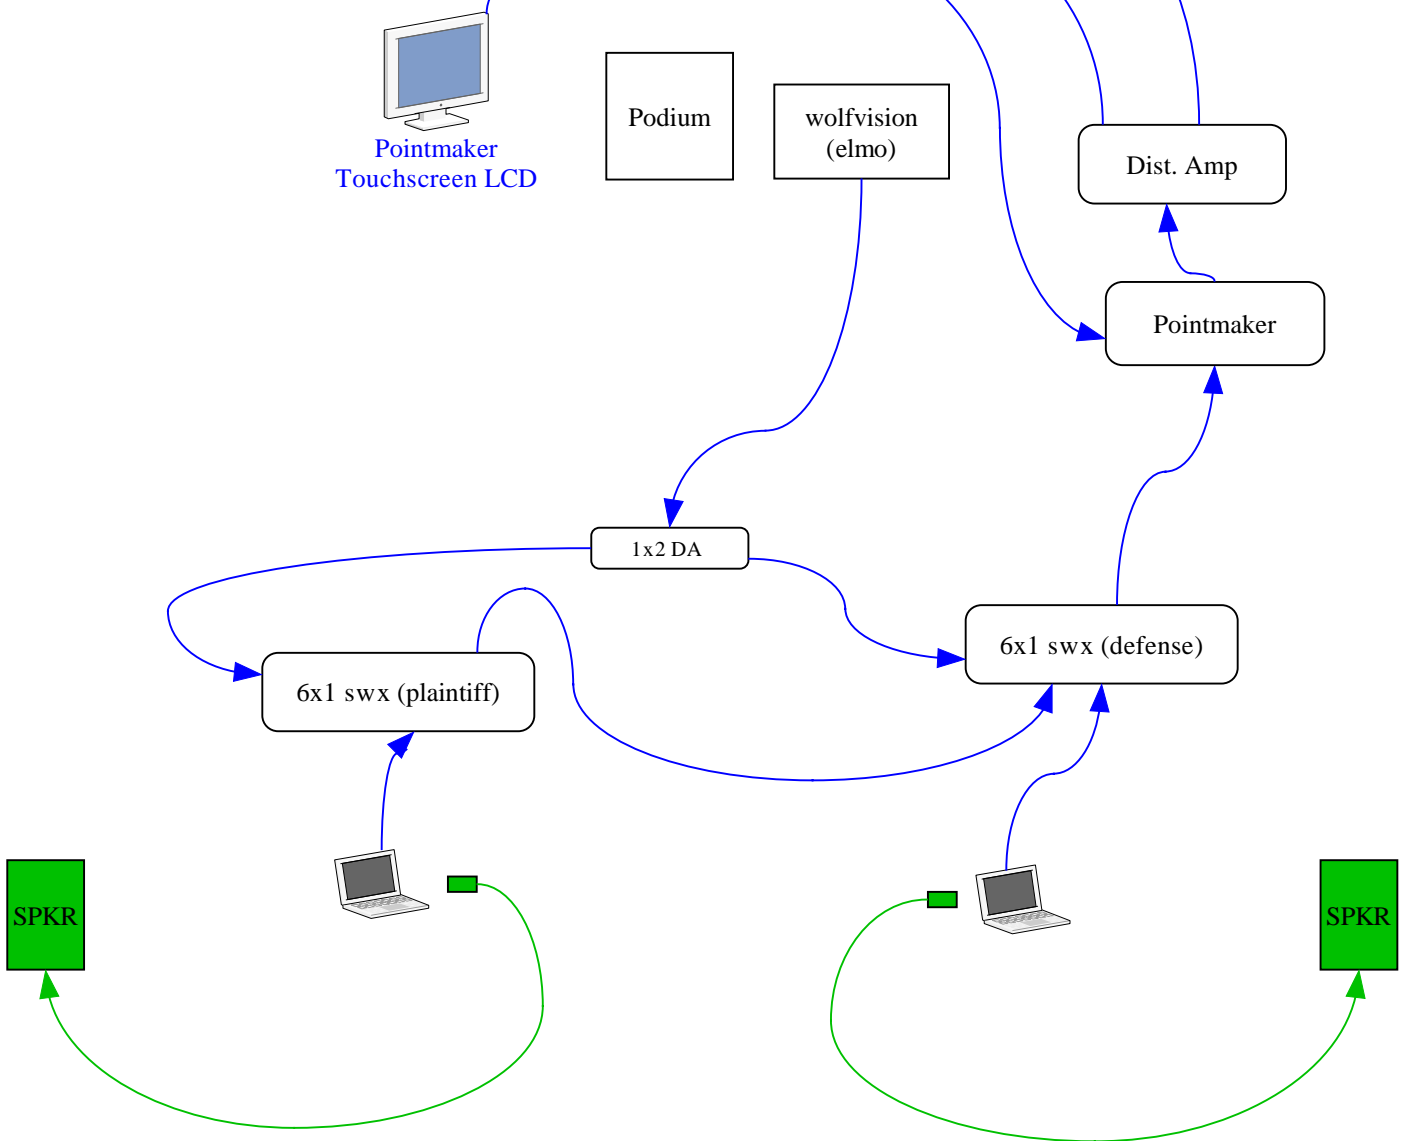 Podium
wolfvision
(elmo)
Pointmaker
Touchscreen LCD
Dist. Amp
Pointmaker
1x2 DA
6x1 swx (defense)
6x1 swx (plaintiff)
SPKR
SPKR